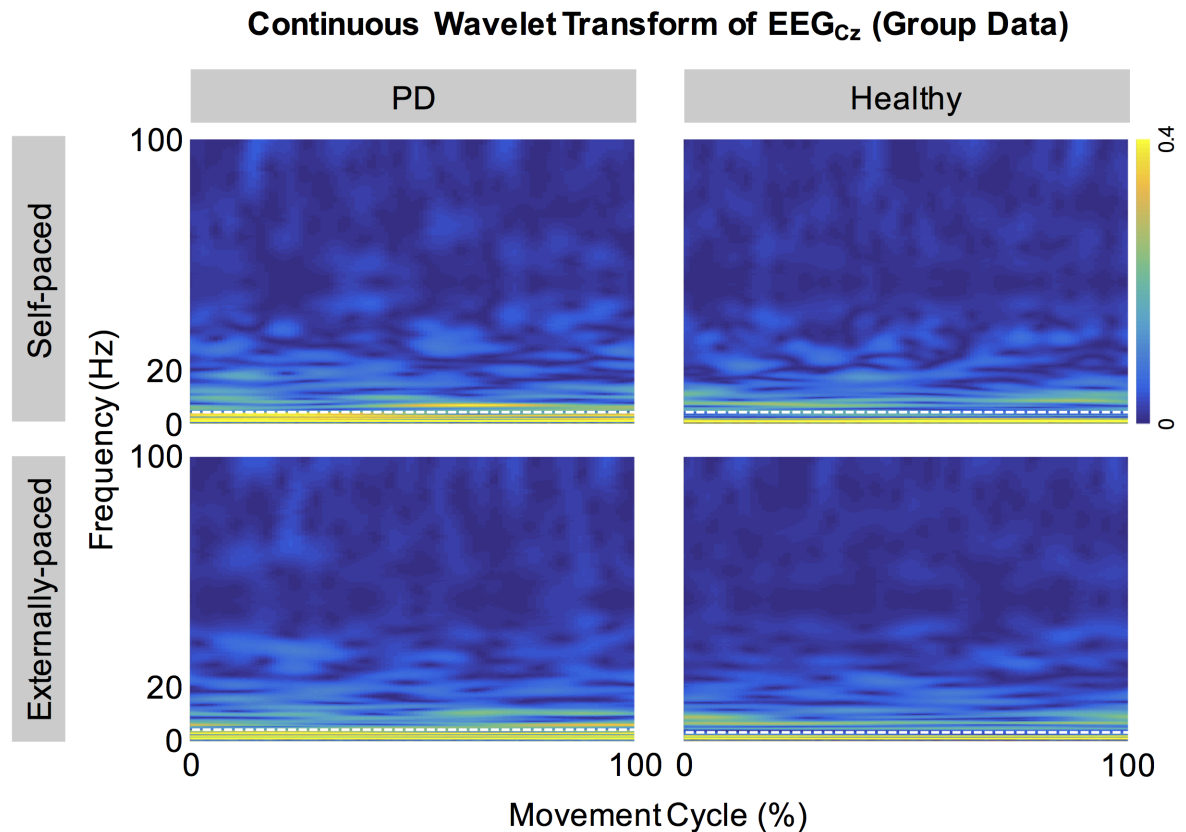 Continuous Wavelet Transform of EEGCz (Group Data)
PD
Healthy
Self-paced
Externally-paced
Frequency (Hz)
100
20
0
100
20
0
0.4
0
0
100
0
100
Movement Cycle (%)